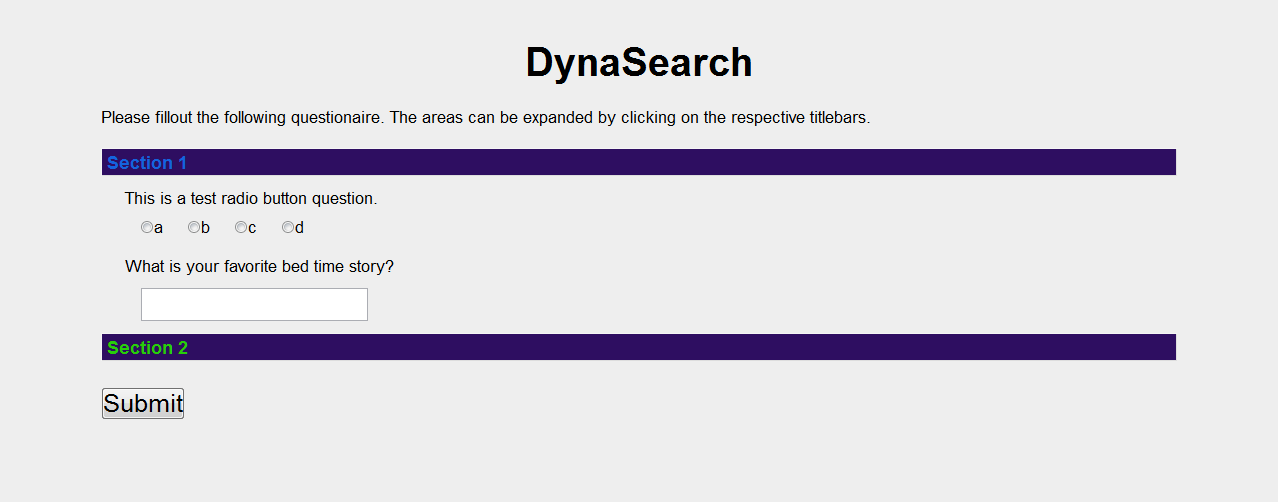 DynaSearch
Please fillout the following questionaire. The areas can be expanded by clicking on the respective titlebars.
Section 1
This is a test radio button question.
a b c d
What is your favorite bed time story?
Section 2
Submit